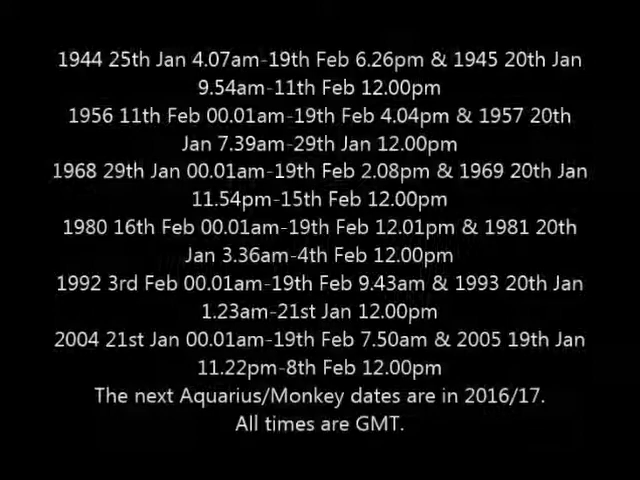 1944 25th Jan 4.07am-19th Feb 6.26pm & 1945 20th Jan
9.54am-11th Feb 12.00pm
1956 11th Feb 00.01am-19th Feb 4.04pm & 1957 20th
Jan 7.39am-29th Jan 12.00pm
1968 29th Jan 00.01am-19th Feb 2.08pm & 1969 20th Jan
11.54pm-15th Feb 12.00pm
1980 16th Feb 00.01am-19th Feb 12.01pm & 1981 20th
Jan 3.36am-4th Feb 12.00pm
1992 3rd Feb 00.01am-19th Feb 9.43am & 1993 20th Jan
1.23am-21st Jan 12.00pm
2004 21st Jan 00.01am-19th Feb 7.50am & 2005 19th Jan
11.22pm-8th Feb 12.00pm
The next Aquarius/Monkey dates are in 2016/17.
All times are GMT.